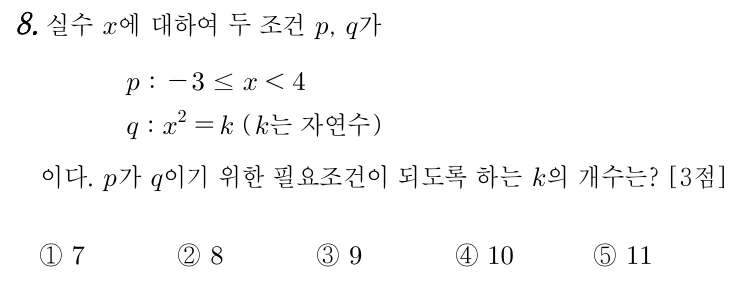 8. 실수 x에 대하여 두 조건 p, q가
p : −3 ≤ x < 4
q : x² = k (k는 자연수)
이다. p가 q이기 위한 필요조건이 되도록 하는 k의 개수는? [3점]
① 7 ② 8 ③ 9 ④ 10 ⑤ 11